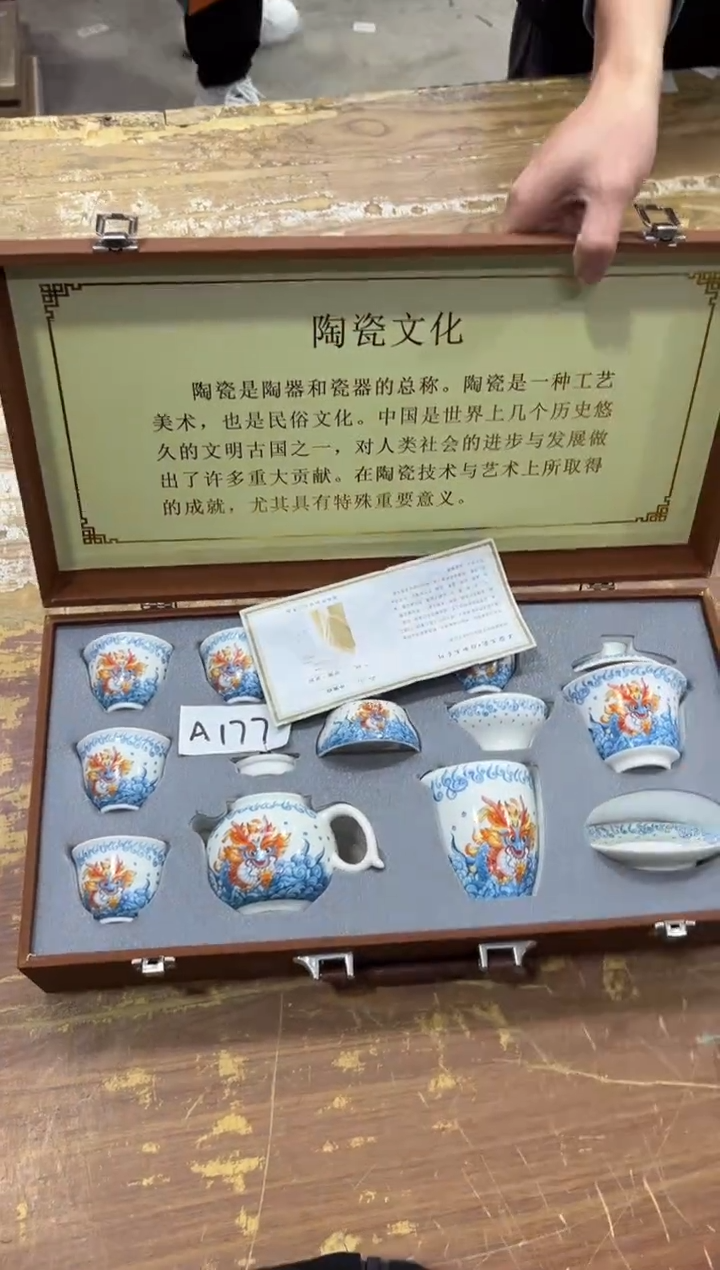 陶瓷文化
陶瓷是陶器和瓷器的总称。陶瓷是一种工艺
美术，也是民俗文化。中国是世界上几个历史悠
久的文明古国之一，对人类社会的进步与发展做
出了许多重大贡献。在陶瓷技术与艺术上所取得
的成就，尤其具有特殊重要意义。
A177